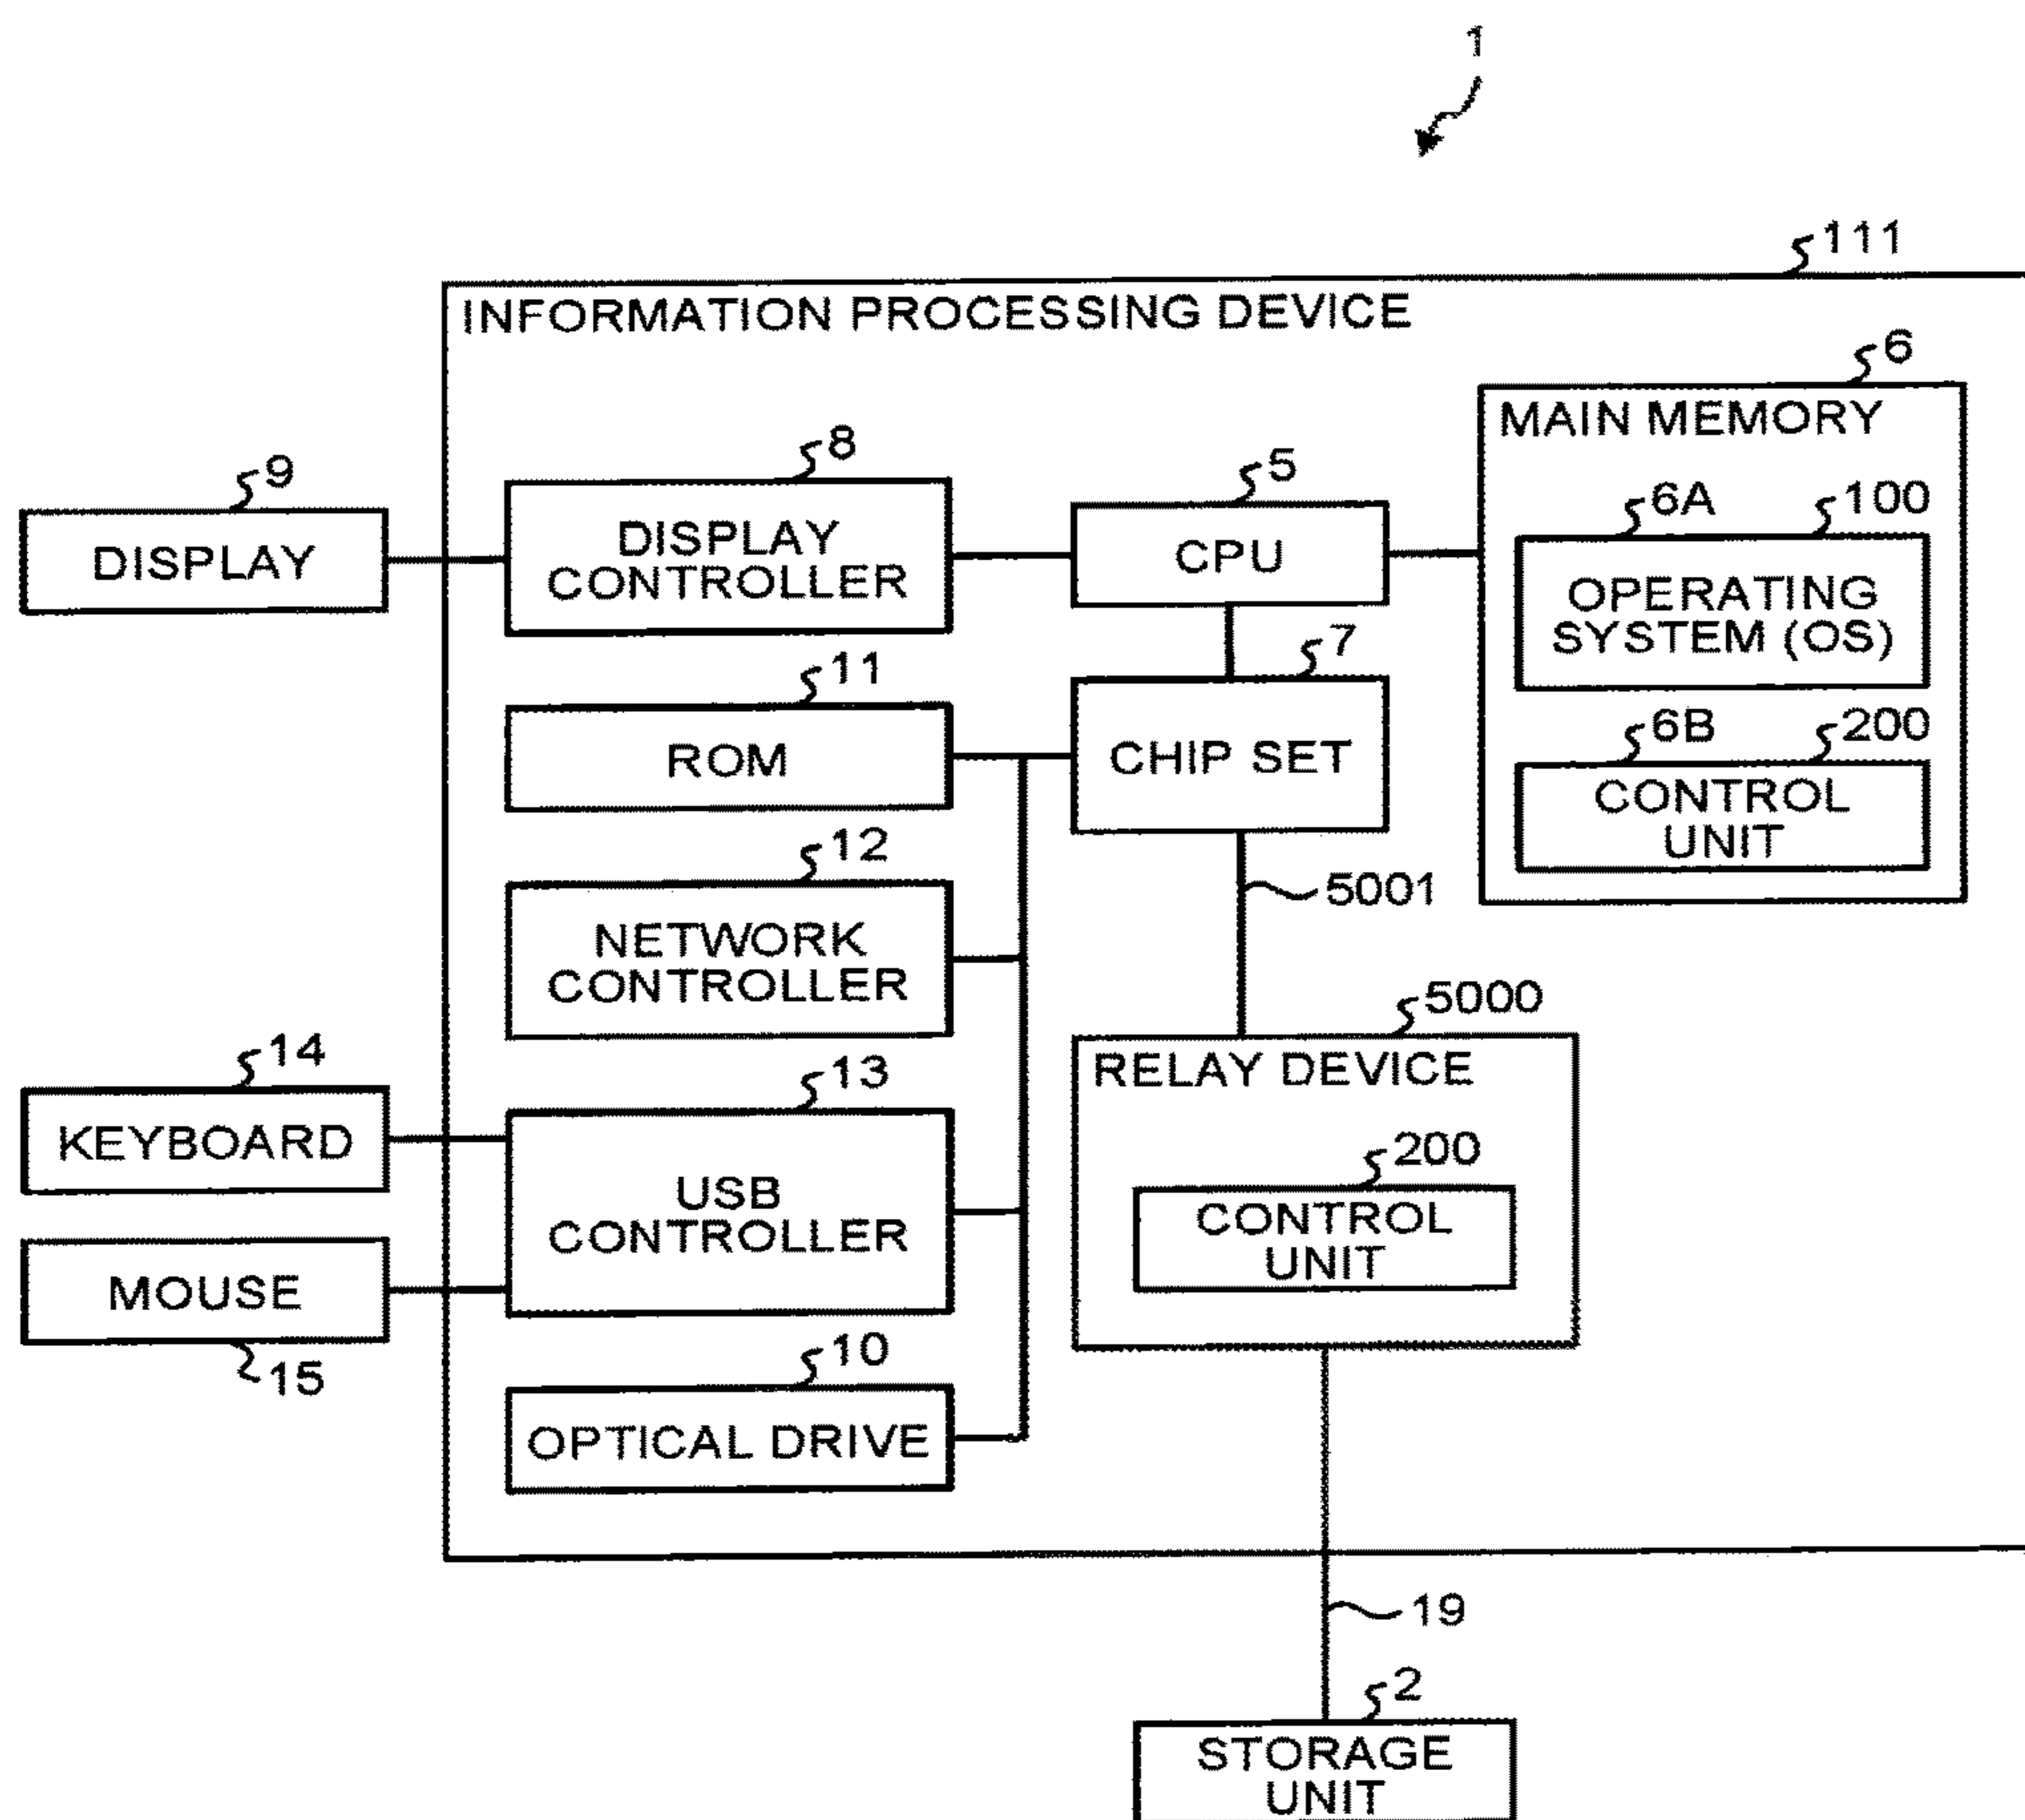 1
111
INFORMATION PROCESSING DEVICE
6
MAIN MEMORY
8
5
9
6A
100
DISPLAY
DISPLAY
CONTROLLER
CPU
OPERATING
SYSTEM (OS)
11
7
ROM
CHIP SET
6B
200
CONTROL
UNIT
12
5001
NETWORK
CONTROLLER
5000
RELAY DEVICE
14
13
KEYBOARD
200
USB
CONTROLLER
CONTROL
UNIT
MOUSE
15
10
OPTICAL DRIVE
19
2
STORAGE
UNIT